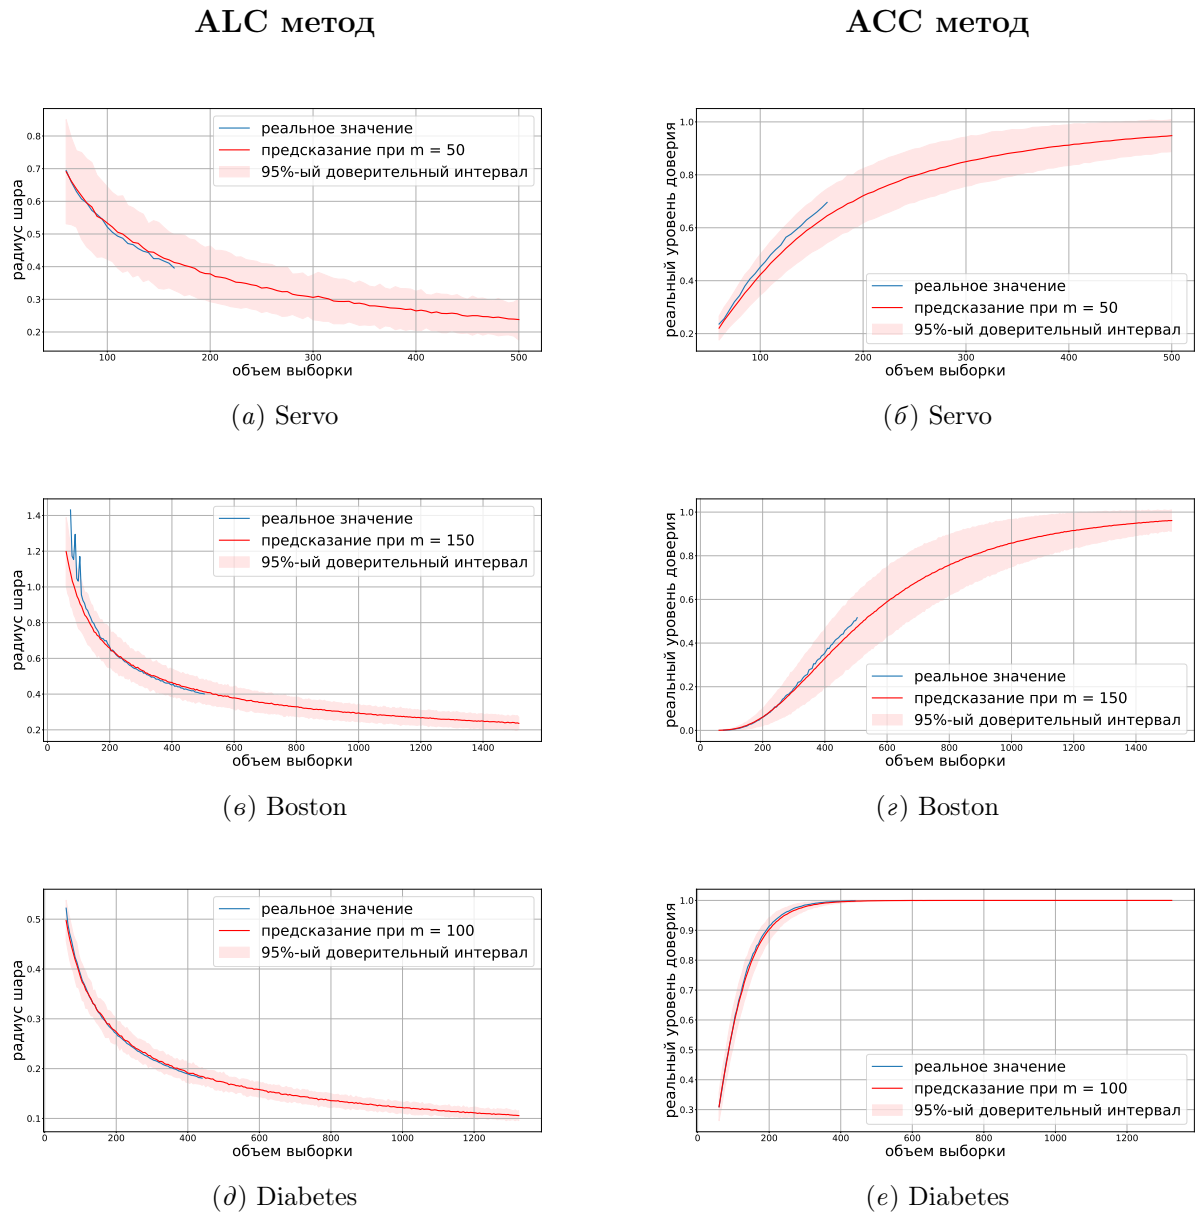 ALC метод
ACC метод
0.8
0.7
0.6
0.5
0.4
0.3
0.2
радиус шара
реальное значение
предсказание при m = 50
95%-ый доверительный интервал
100 200 300 400 500
объем выборки
(а) Servo
1.0
0.8
0.6
0.4
0.2
реальный уровень доверия
реальное значение
предсказание при m = 50
95%-ый доверительный интервал
100 200 300 400 500
объем выборки
(б) Servo
1.4
1.2
1.0
0.8
0.6
0.4
0.2
радиус шара
реальное значение
предсказание при m = 150
95%-ый доверительный интервал
0 200 400 600 800 1000 1200 1400
объем выборки
(в) Boston
1.0
0.8
0.6
0.4
0.2
0.0
реальный уровень доверия
реальное значение
предсказание при m = 150
95%-ый доверительный интервал
0 200 400 600 800 1000 1200 1400
объем выборки
(г) Boston
0.5
0.4
0.3
0.2
0.1
радиус шара
реальное значение
предсказание при m = 100
95%-ый доверительный интервал
0 200 400 600 800 1000 1200
объем выборки
(д) Diabetes
1.0
0.9
0.8
0.7
0.6
0.5
0.4
0.3
реальный уровень доверия
реальное значение
предсказание при m = 100
95%-ый доверительный интервал
0 200 400 600 800 1000 1200
объем выборки
(е) Diabetes